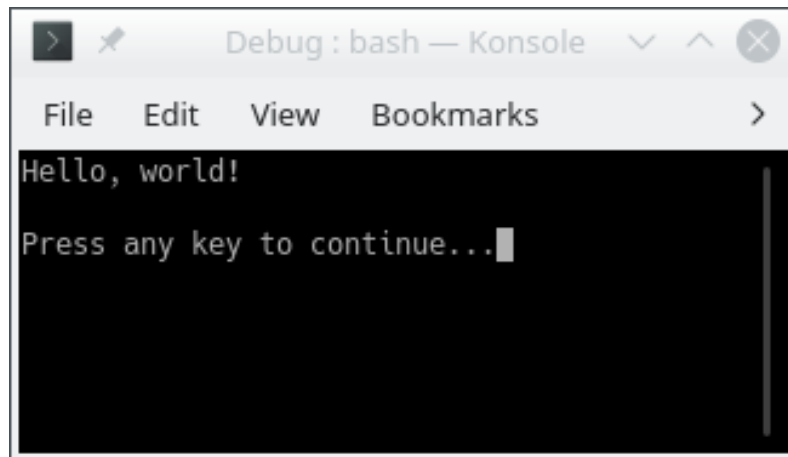 Debug : bash — Konsole
File Edit View Bookmarks
Hello, world!
Press any key to continue...